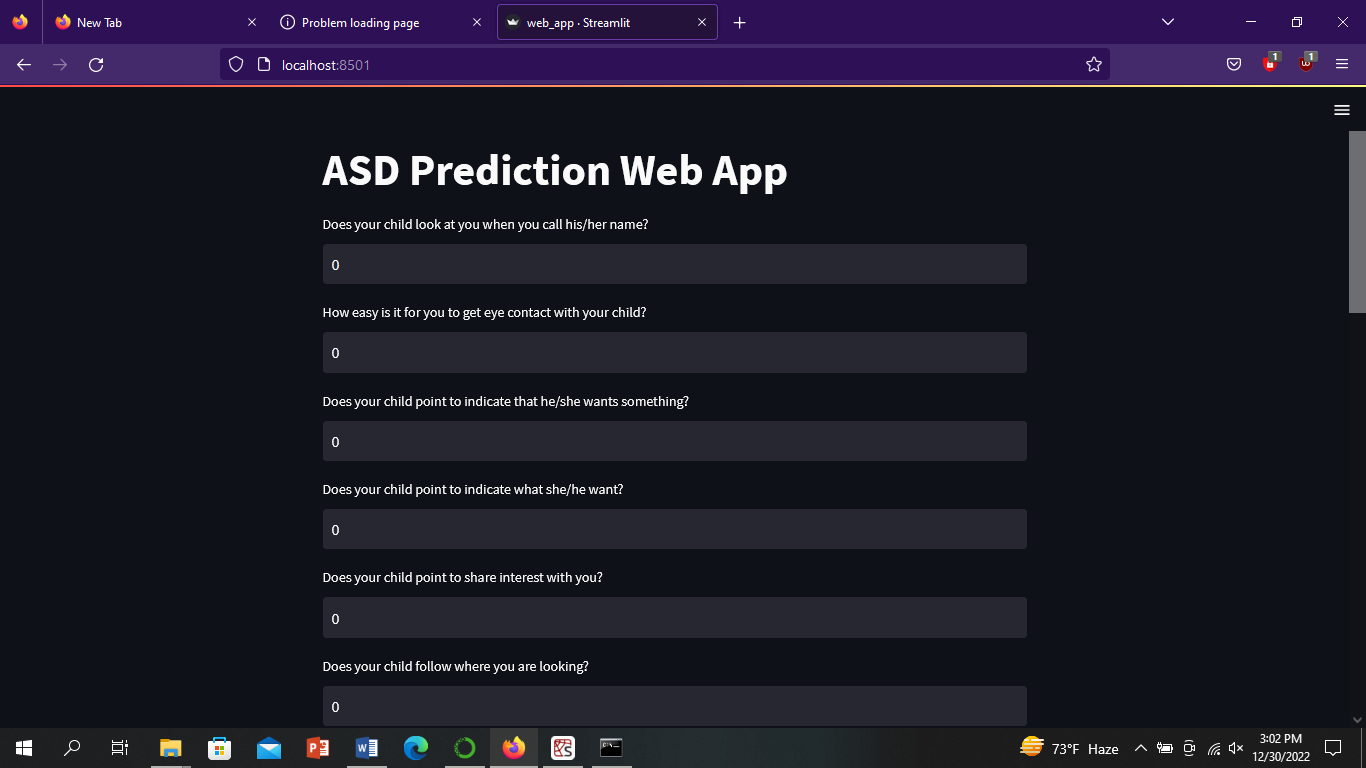 New Tab
Problem loading page
web_app · Streamlit
localhost:8501
1
1
ASD Prediction Web App
Does your child look at you when you call his/her name?
0
How easy is it for you to get eye contact with your child?
0
Does your child point to indicate that he/she wants something?
0
Does your child point to indicate what she/he want?
0
Does your child point to share interest with you?
0
Does your child follow where you are looking?
0
73°F Haze
3:02 PM
12/30/2022